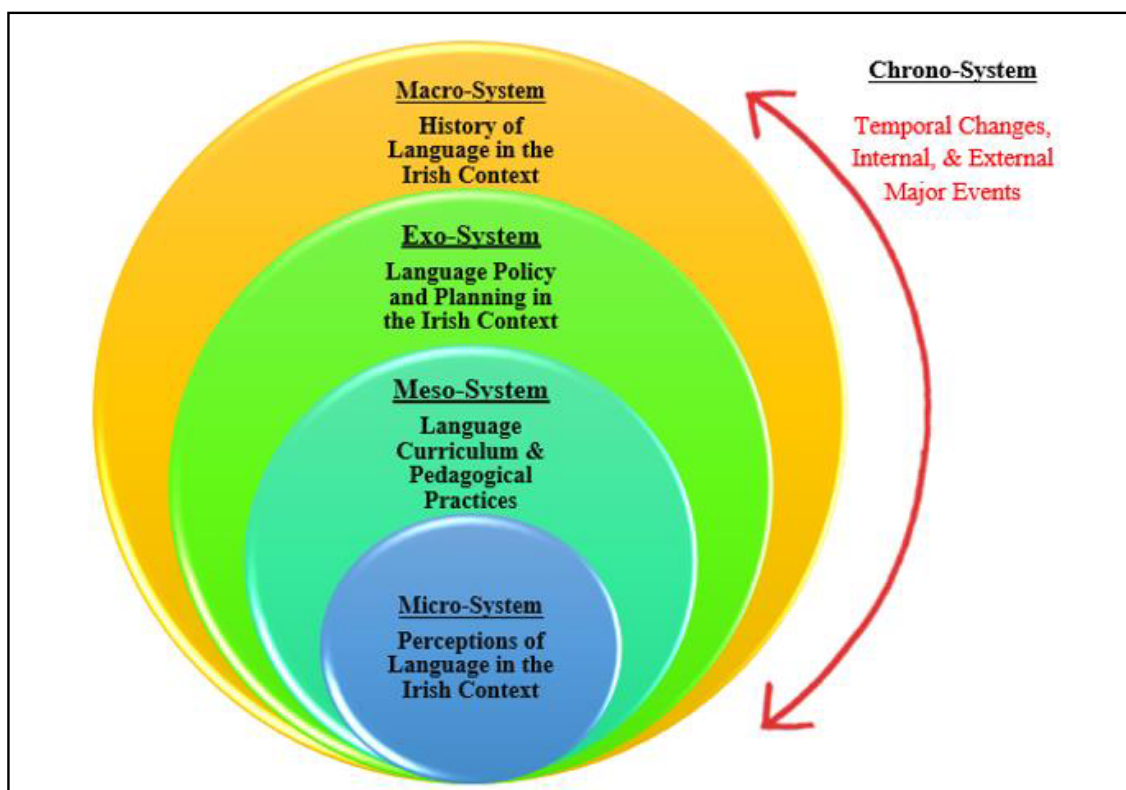 Macro-System
History of
Language in the
Irish Context
Exo-System
Language Policy
and Planning in
the Irish Context
Meso-System
Language
Curriculum &
Pedagogical
Practices
Micro-System
Perceptions of
Language in the
Irish Context
Chrono-System
Temporal Changes,
Internal, & External
Major Events